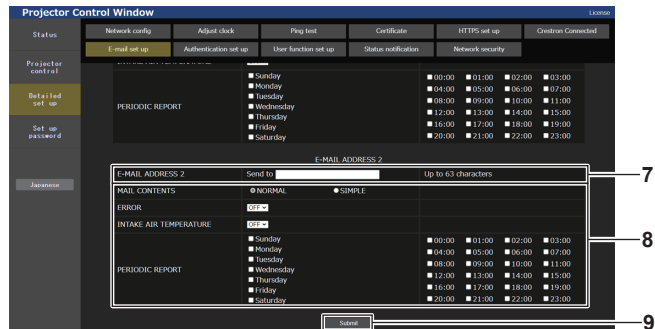 Projector Control Window
License
Status
Projector control
Detailed set up
Set up password
Japanese
Network config
Adjust clock
Ping test
Certificate
HTTPS set up
Crestron Connected
E-mail set up
Authentication set up
User function set up
Status notification
Network security
PERIODIC REPORT
Sunday
Monday
Tuesday
Wednesday
Thursday
Friday
Saturday
00:00 01:00 02:00 03:00
04:00 05:00 06:00 07:00
08:00 09:00 10:00 11:00
12:00 13:00 14:00 15:00
16:00 17:00 18:00 19:00
20:00 21:00 22:00 23:00
E-MAIL ADDRESS 2
E-MAIL ADDRESS 2 Send to Up to 63 characters
7
MAIL CONTENTS NORMAL SIMPLE
ERROR OFF
INTAKE AIR TEMPERATURE OFF
PERIODIC REPORT
Sunday
Monday
Tuesday
Wednesday
Thursday
Friday
Saturday
00:00 01:00 02:00 03:00
04:00 05:00 06:00 07:00
08:00 09:00 10:00 11:00
12:00 13:00 14:00 15:00
16:00 17:00 18:00 19:00
20:00 21:00 22:00 23:00
8
Submit
9